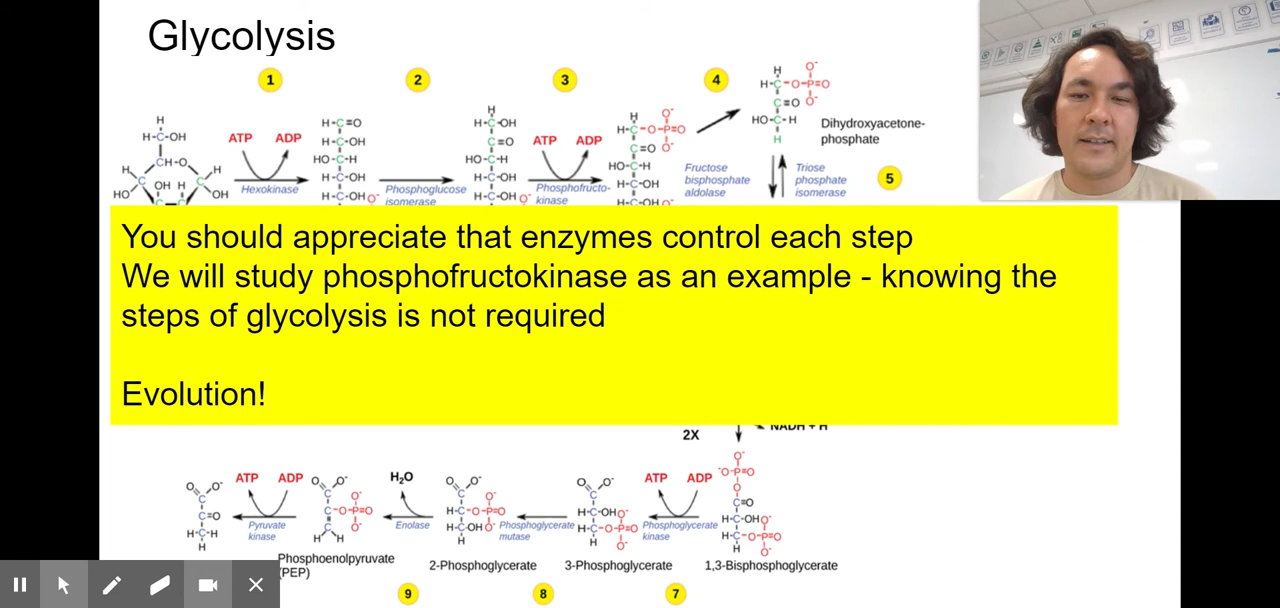 Glycolysis
1 2 3 4
ATP ADP
Hexokinase
Phosphoglucose
isomerase
ATP ADP
Phosphofructo-
kinase
Fructose
bisphosphate
aldolase
Dihydroxyacetone-
phosphate
Triose
phosphate
isomerase
5
H
H-C-OH
CH-O
H H
C OH H C
HO OH
H-C=O
H-C-OH
HO-C-H
H-C-OH
H-C-OH O⁻
H
H-C-OH
C=O
HO-C-H
H-C-OH
H-C-OH O⁻
H O⁻
H-C-O-P=O
C=O O⁻
HO-C-H
H-C-OH
H-C-OH O⁻
H O⁻
H-C-O-P=O
C=O O⁻
HO-C-H
H
You should appreciate that enzymes control each step
We will study phosphofructokinase as an example - knowing the
steps of glycolysis is not required
Evolution!
2X
NADH + H
ATP ADP
Pyruvate
kinase
H₂O
Enolase
Phosphoglycerate
mutase
ATP ADP
Phosphoglycerate
kinase
O O⁻
C
C=O
H-C-H
H
O O⁻
C O⁻
C-O-P=O
C O⁻
H H
O O⁻
C O⁻
H-C-O-P=O
H-C-OH O⁻
H
O O⁻
C
H-C-OH O⁻
H-C-O-P=O
H O⁻
O⁻
⁻O-P=O
O
C=O
H-C-OH O⁻
H-C-O-P=O
H O⁻
Phosphoenolpyruvate
(PEP)
2-Phosphoglycerate
3-Phosphoglycerate
1,3-Bisphosphoglycerate
9 8 7